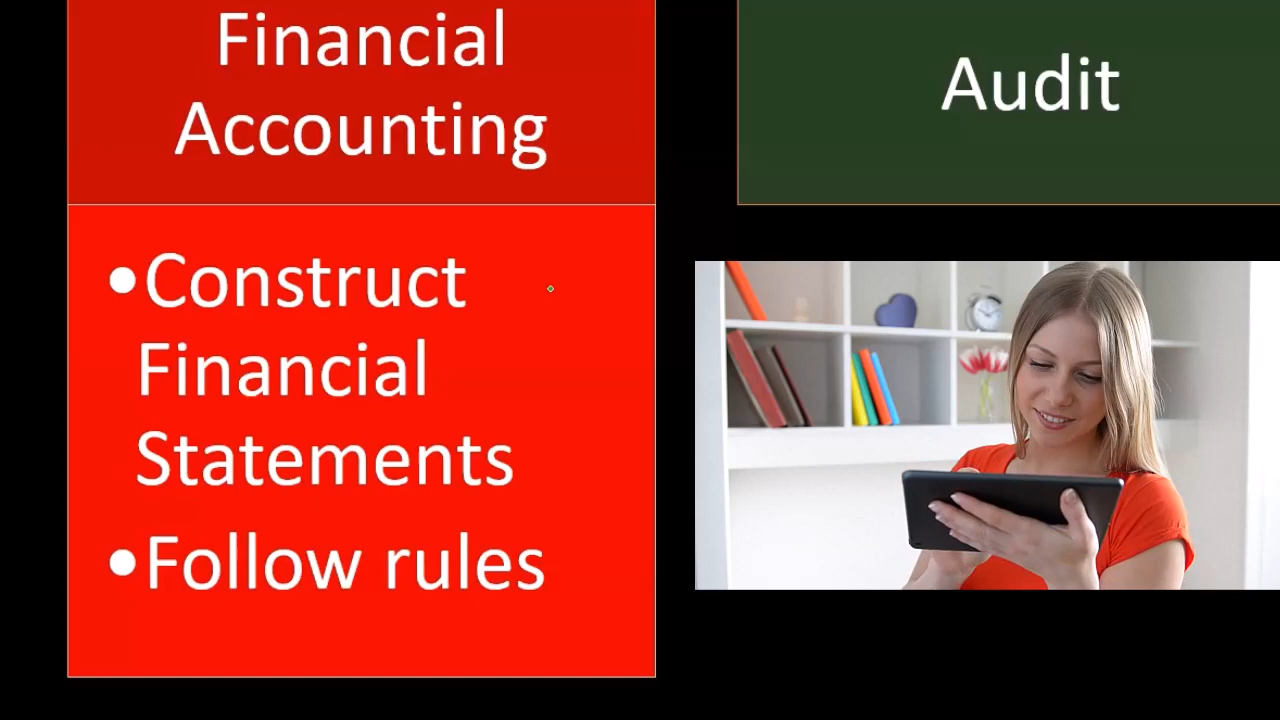 Financial
Accounting
Audit
•Construct
Financial
Statements
•Follow rules